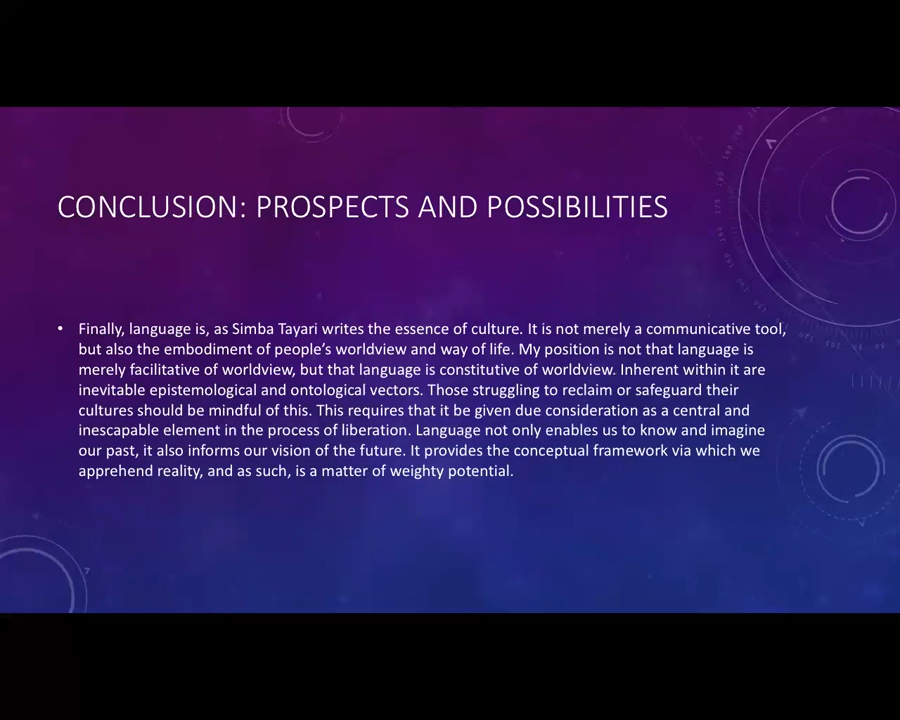 CONCLUSION: PROSPECTS AND POSSIBILITIES
• Finally, language is, as Simba Tayari writes the essence of culture. It is not merely a communicative tool,
but also the embodiment of people's worldview and way of life. My position is not that language is
merely facilitative of worldview, but that language is constitutive of worldview. Inherent within it are
inevitable epistemological and ontological vectors. Those struggling to reclaim or safeguard their
cultures should be mindful of this. This requires that it be given due consideration as a central and
inescapable element in the process of liberation. Language not only enables us to know and imagine
our past, it also informs our vision of the future. It provides the conceptual framework via which we
apprehend reality, and as such, is a matter of weighty potential.